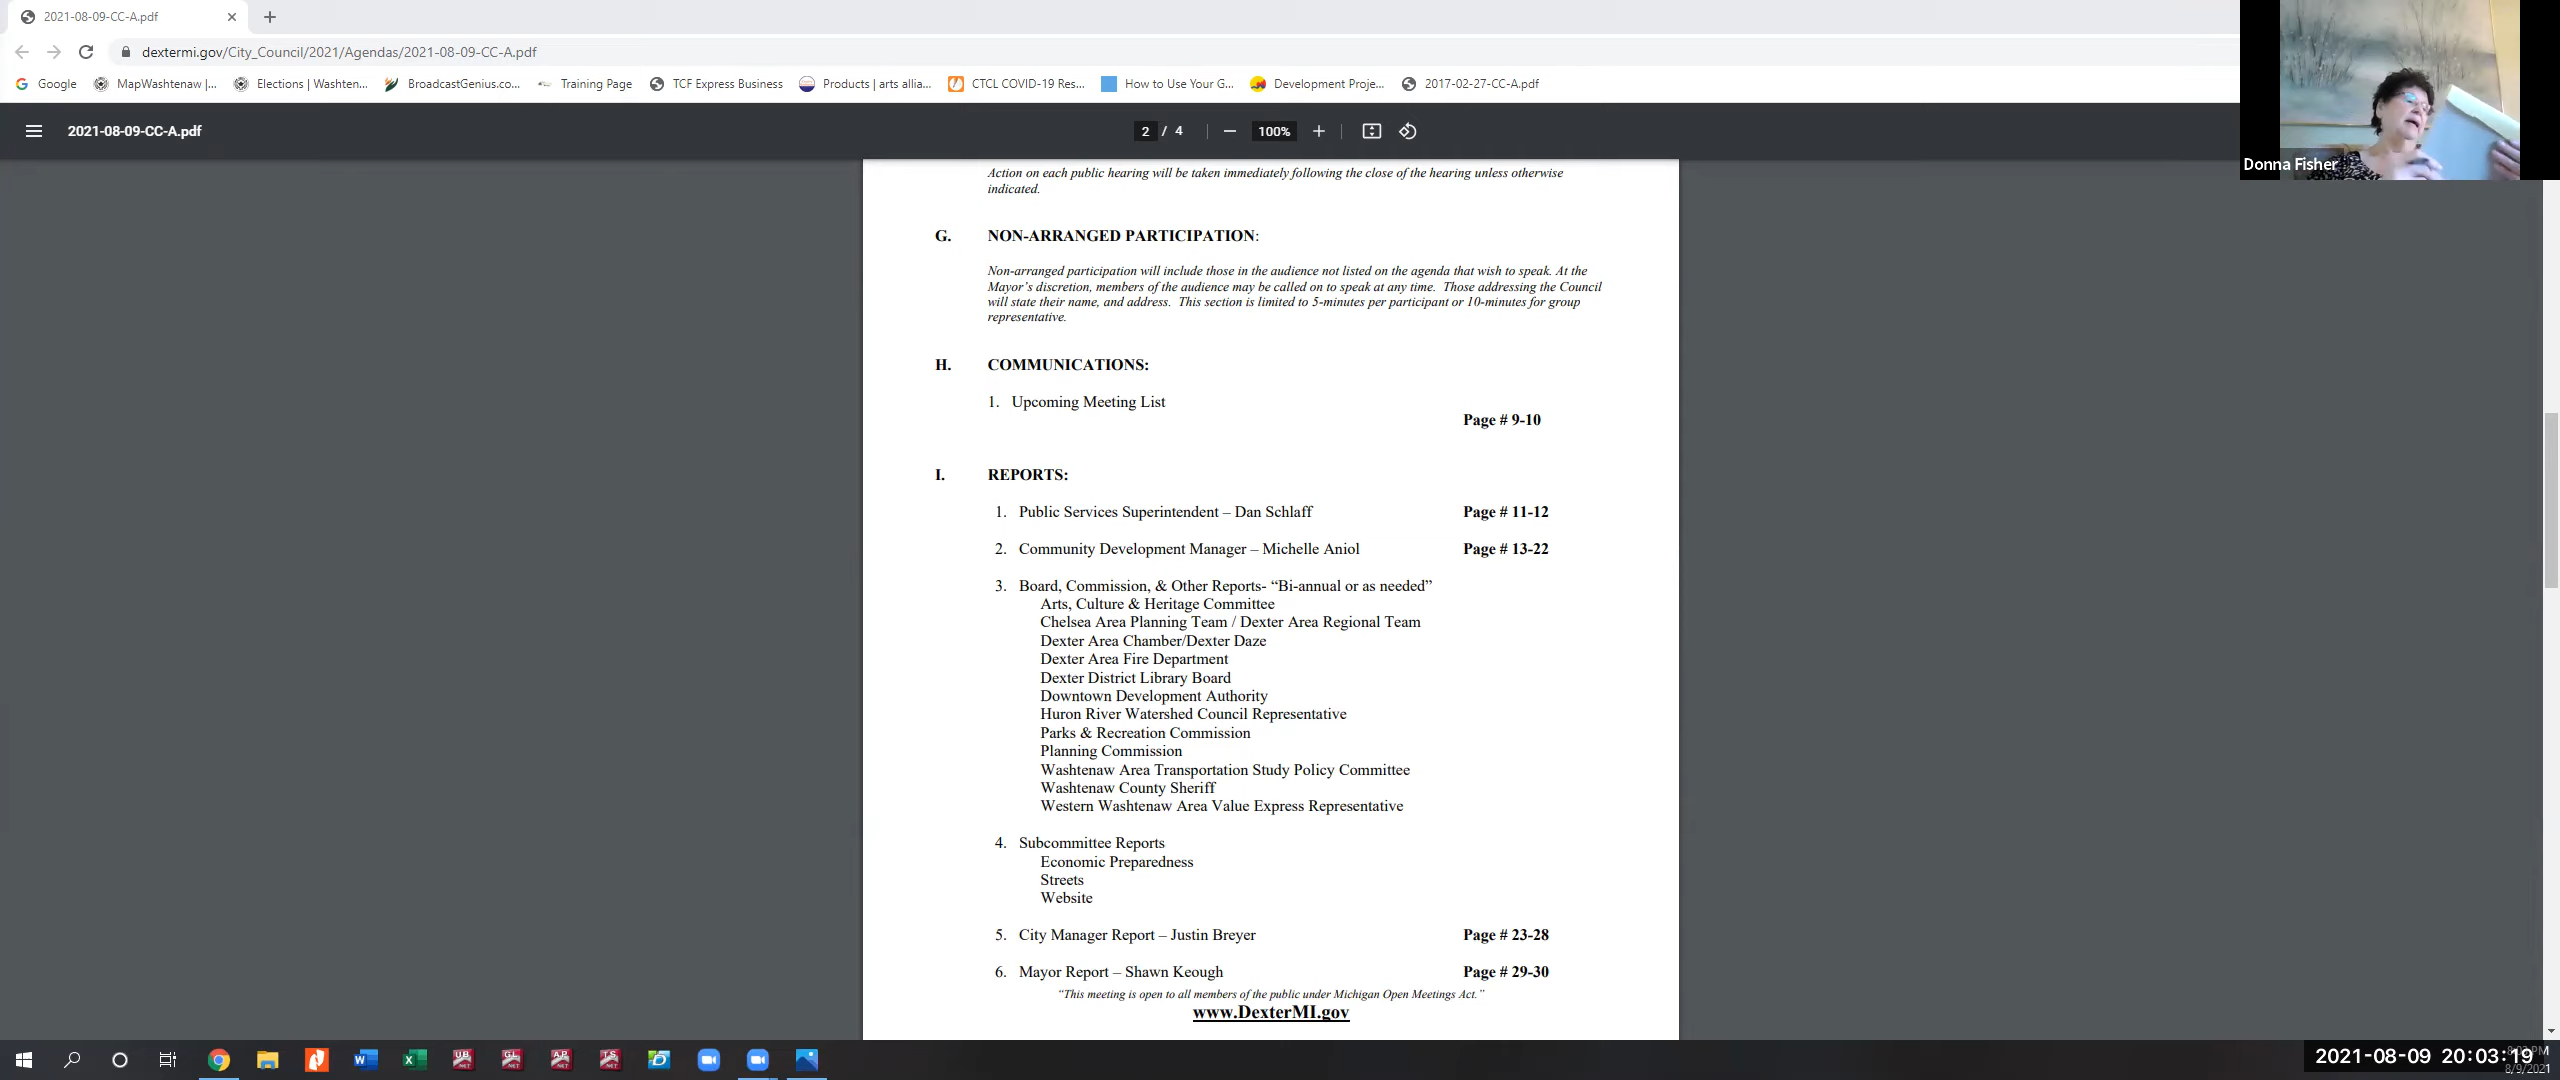 2021-08-09-CC-A.pdf
dextermi.gov/City_Council/2021/Agendas/2021-08-09-CC-A.pdf
Google MapWashtenaw |... Elections | Washten... BroadcastGenius.co... Training Page TCF Express Business Products | arts allia... CTCL COVID-19 Res... How to Use Your G... Development Proje... 2017-02-27-CC-A.pdf
2021-08-09-CC-A.pdf 2 / 4 100%
Donna Fisher
Action on each public hearing will be taken immediately following the close of the hearing unless otherwise
indicated.
G. NON-ARRANGED PARTICIPATION:
Non-arranged participation will include those in the audience not listed on the agenda that wish to speak. At the
Mayor’s discretion, members of the audience may be called on to speak at any time. Those addressing the Council
will state their name, and address. This section is limited to 5-minutes per participant or 10-minutes for group
representative.
H. COMMUNICATIONS:
1. Upcoming Meeting List
Page # 9-10
I. REPORTS:
1. Public Services Superintendent – Dan Schlaff Page # 11-12
2. Community Development Manager – Michelle Aniol Page # 13-22
3. Board, Commission, & Other Reports- “Bi-annual or as needed”
Arts, Culture & Heritage Committee
Chelsea Area Planning Team / Dexter Area Regional Team
Dexter Area Chamber/Dexter Daze
Dexter Area Fire Department
Dexter District Library Board
Downtown Development Authority
Huron River Watershed Council Representative
Parks & Recreation Commission
Planning Commission
Washtenaw Area Transportation Study Policy Committee
Washtenaw County Sheriff
Western Washtenaw Area Value Express Representative
4. Subcommittee Reports
Economic Preparedness
Streets
Website
5. City Manager Report – Justin Breyer Page # 23-28
6. Mayor Report – Shawn Keough Page # 29-30
“This meeting is open to all members of the public under Michigan Open Meetings Act.”
www.DexterMI.gov
2021-08-09 20:03:19
8/9/2021